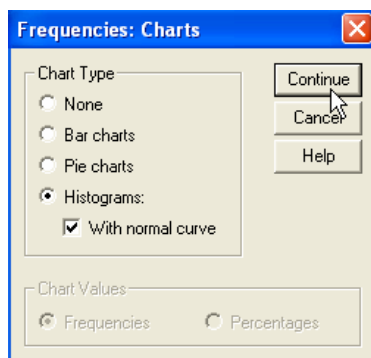 Frequencies: Charts
Chart Type
None
Bar charts
Pie charts
Histograms:
With normal curve
Continue
Cancel
Help
Chart Values
Frequencies
Percentages